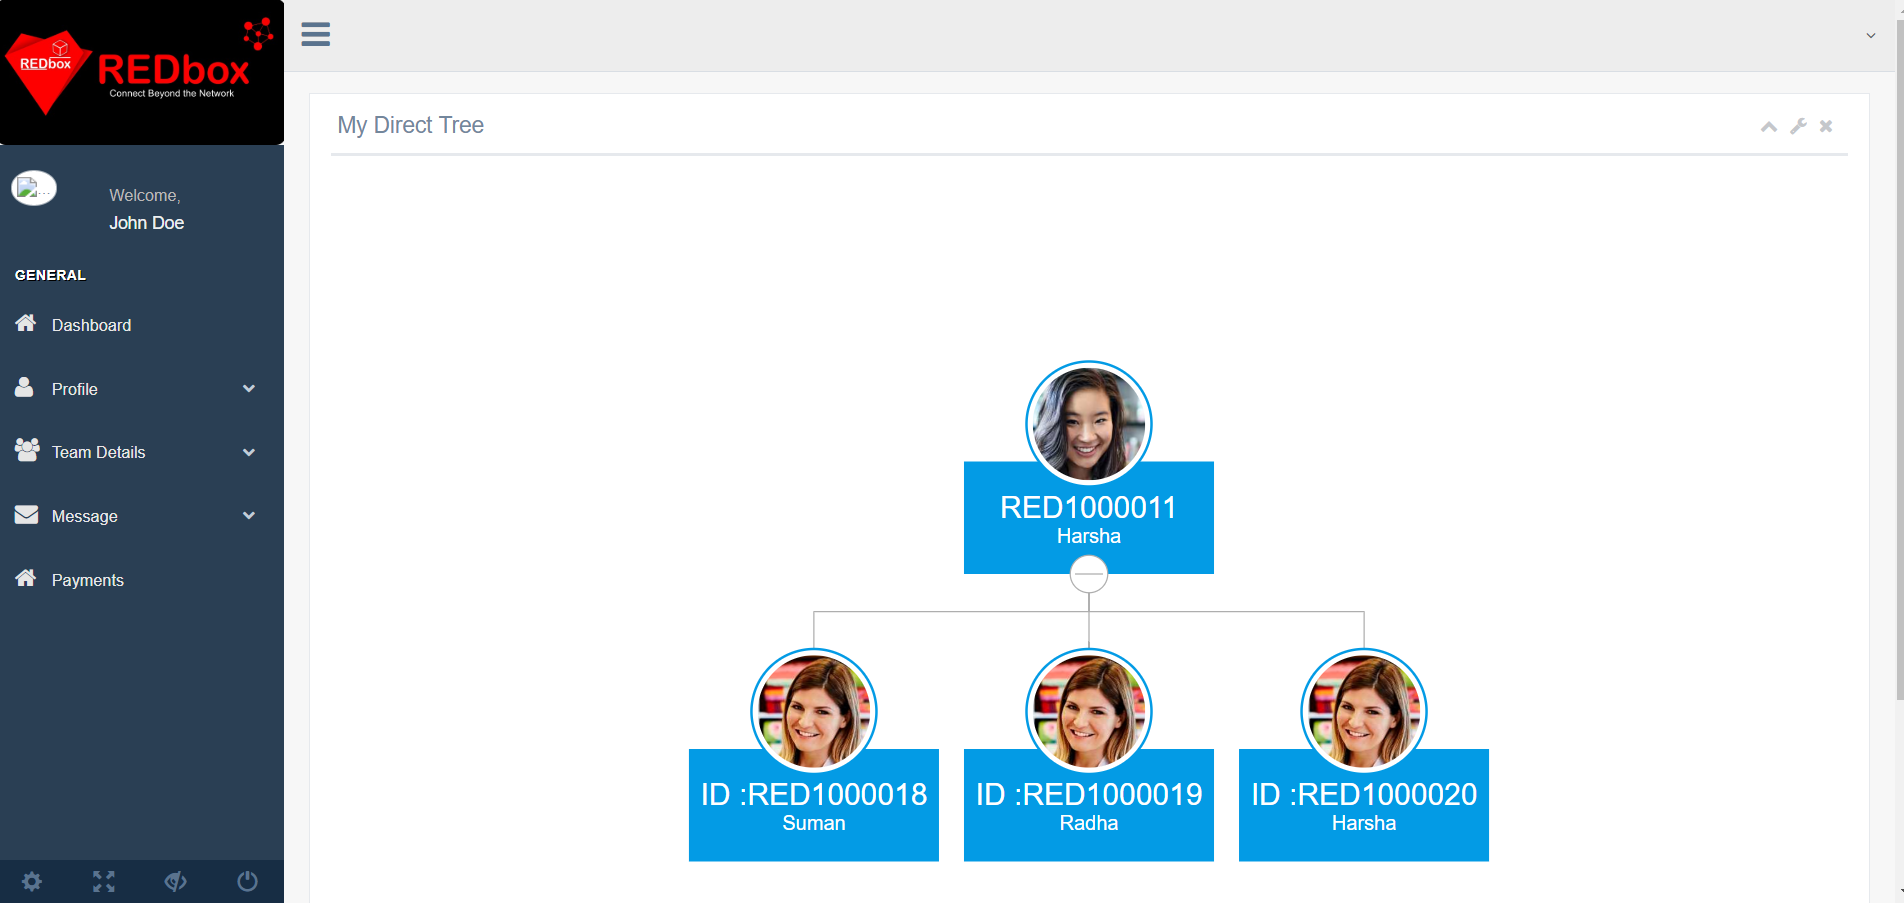 REDbox
REDbox
Connect Beyond the Network
Welcome,
John Doe
GENERAL
Dashboard
Profile
Team Details
Message
Payments
My Direct Tree
RED1000011
Harsha
ID :RED1000018
Suman
ID :RED1000019
Radha
ID :RED1000020
Harsha